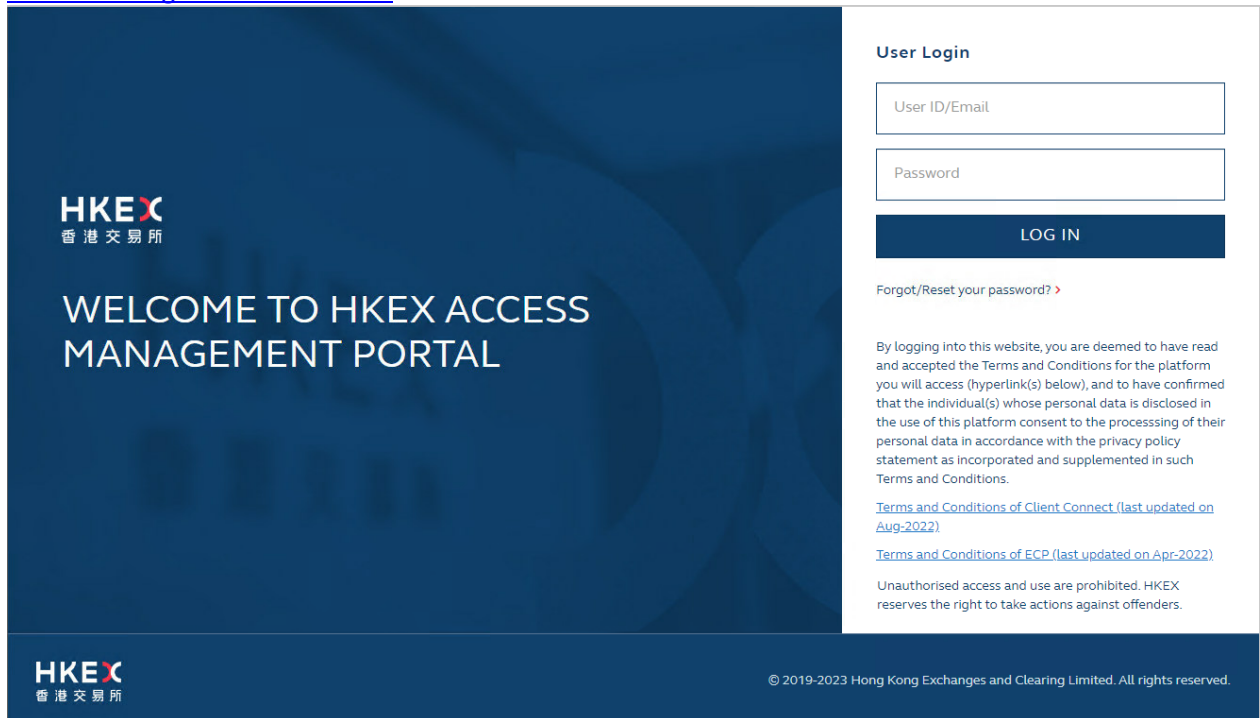 HKEX
香港交易所
WELCOME TO HKEX ACCESS
MANAGEMENT PORTAL
User Login
User ID/Email
Password
LOG IN
Forgot/Reset your password? >
By logging into this website, you are deemed to have read
and accepted the Terms and Conditions for the platform
you will access (hyperlink(s) below), and to have confirmed
that the individual(s) whose personal data is disclosed in
the use of this platform consent to the processsing of their
personal data in accordance with the privacy policy
statement as incorporated and supplemented in such
Terms and Conditions.
Terms and Conditions of Client Connect (last updated on
Aug-2022)
Terms and Conditions of ECP (last updated on Apr-2022)
Unauthorised access and use are prohibited. HKEX
reserves the right to take actions against offenders.
HKEX
香港交易所
© 2019-2023 Hong Kong Exchanges and Clearing Limited. All rights reserved.